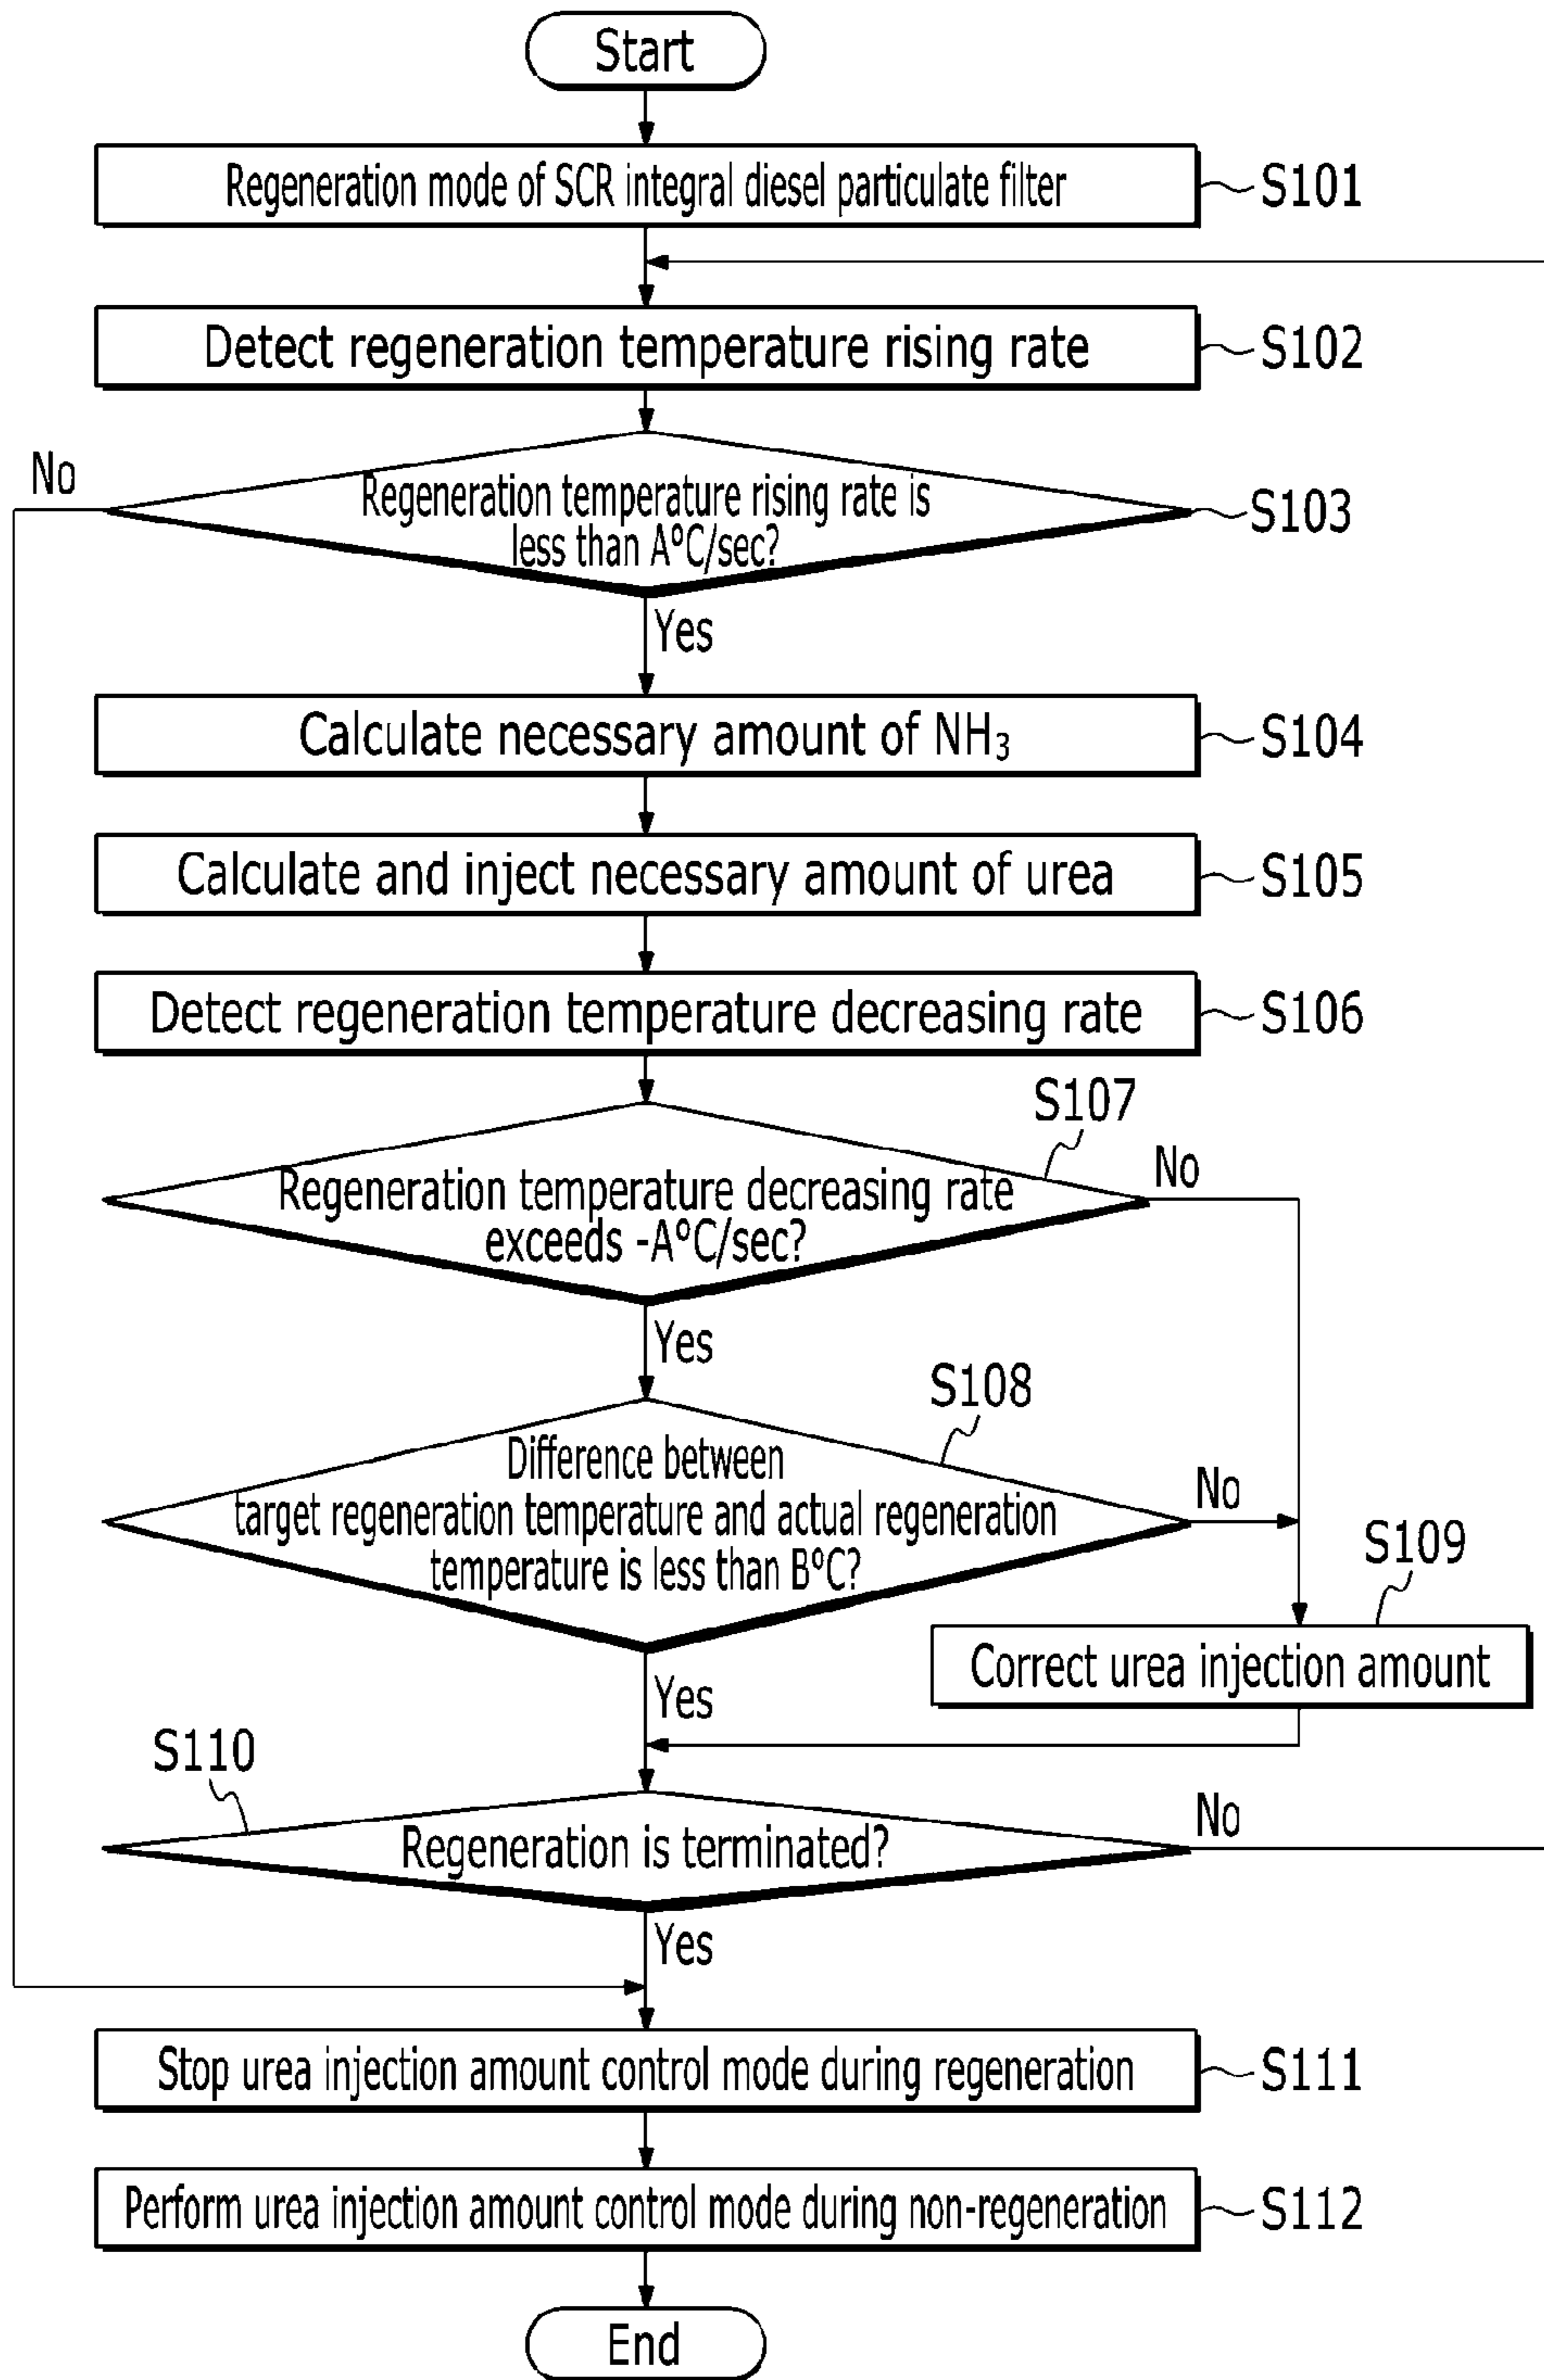 Start
Regeneration mode of SCR integral diesel particulate filter
S101
Detect regeneration temperature rising rate
S102
No
Regeneration temperature rising rate is
less than AºC/sec?
S103
Yes
Calculate necessary amount of NH₃
S104
Calculate and inject necessary amount of urea
S105
Detect regeneration temperature decreasing rate
S106
S107
Regeneration temperature decreasing rate
exceeds -AºC/sec?
No
Yes
S108
Difference between
target regeneration temperature and actual regeneration
temperature is less than BºC?
No
S109
Correct urea injection amount
Yes
S110
Regeneration is terminated?
No
Yes
Stop urea injection amount control mode during regeneration
S111
Perform urea injection amount control mode during non-regeneration
S112
End